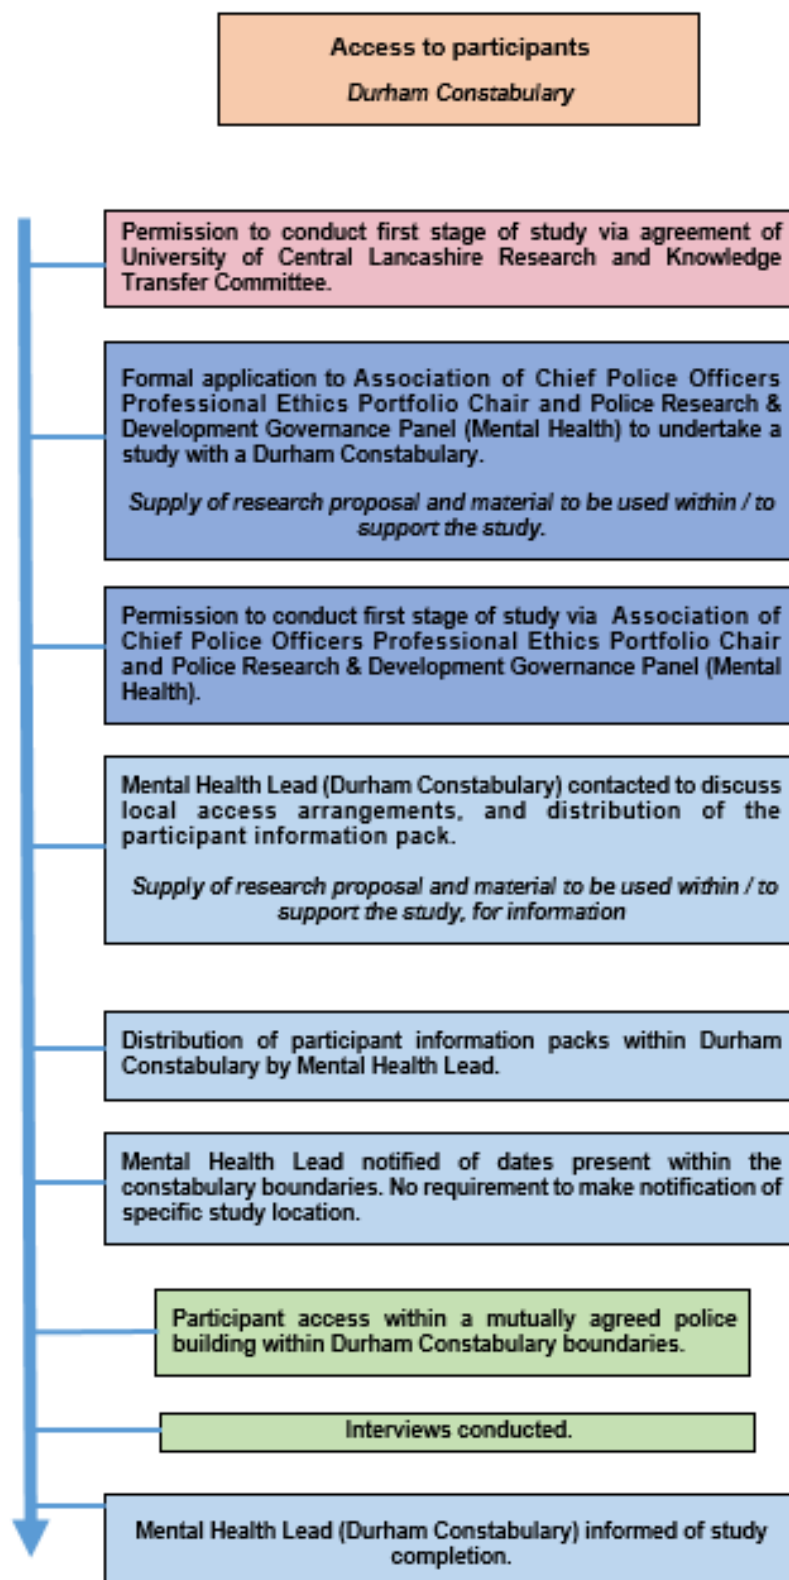 Access to participants
Durham Constabulary
Permission to conduct first stage of study via agreement of
University of Central Lancashire Research and Knowledge
Transfer Committee.
Formal application to Association of Chief Police Officers
Professional Ethics Portfolio Chair and Police Research &
Development Governance Panel (Mental Health) to undertake a
study with a Durham Constabulary.
Supply of research proposal and material to be used within / to
support the study.
Permission to conduct first stage of study via Association of
Chief Police Officers Professional Ethics Portfolio Chair
and Police Research & Development Governance Panel (Mental
Health).
Mental Health Lead (Durham Constabulary) contacted to discuss
local access arrangements, and distribution of the
participant information pack.
Supply of research proposal and material to be used within / to
support the study, for information
Distribution of participant information packs within Durham
Constabulary by Mental Health Lead.
Mental Health Lead notified of dates present within the
constabulary boundaries. No requirement to make notification of
specific study location.
Participant access within a mutually agreed police
building within Durham Constabulary boundaries.
Interviews conducted.
Mental Health Lead (Durham Constabulary) informed of study
completion.